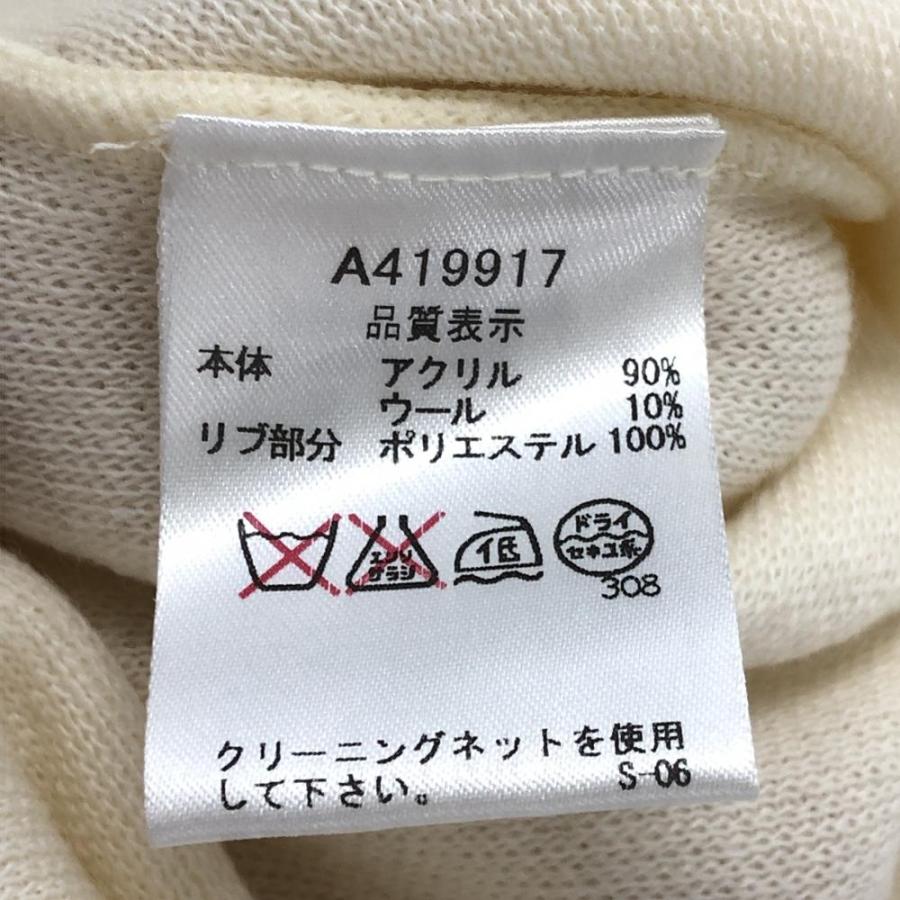 A419917
品質表示
本体 アクリル 90%
ウール 10%
リブ部分 ポリエステル 100%
エンソ サラシ
イ低
ドライ
セキユ系
308
クリーニングネットを使用
して下さい。 S-06